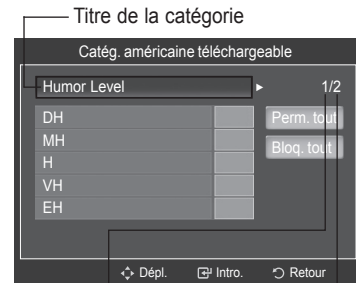 Titre de la catégorie
Catég. américaine téléchargeable
Humor Level ► 1/2
DH Perm. tout
MH Bloq. tout
H
VH
EH
Dépl. Intro. Retour